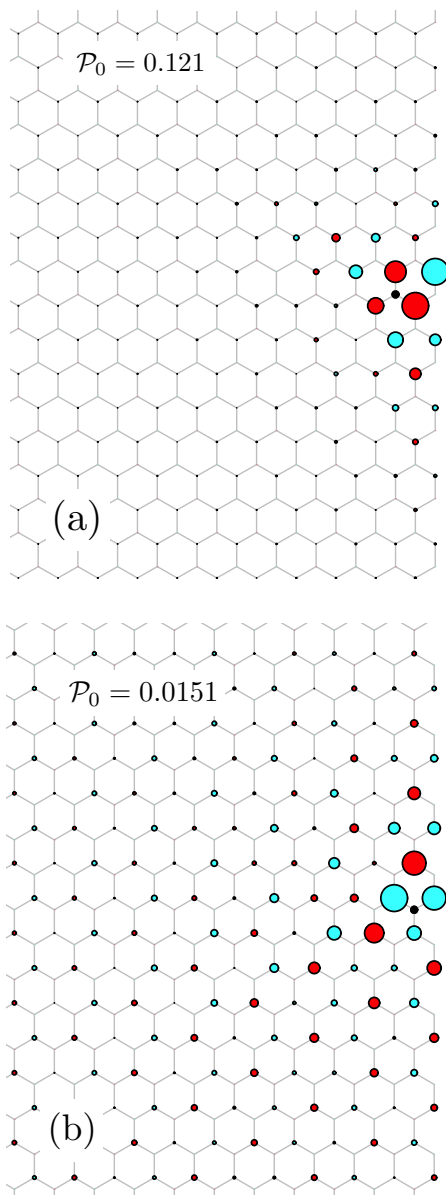 𝒫₀ = 0.121
(a)
𝒫₀ = 0.0151
(b)